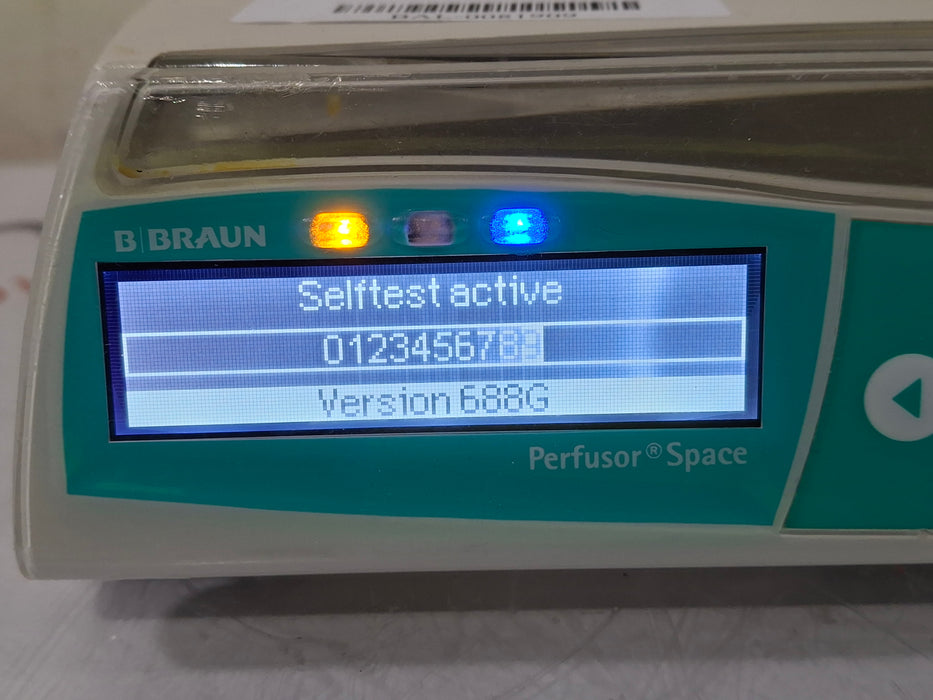 B|BRAUN
Selftest active
0123456789
Version 688G
Perfusor® Space